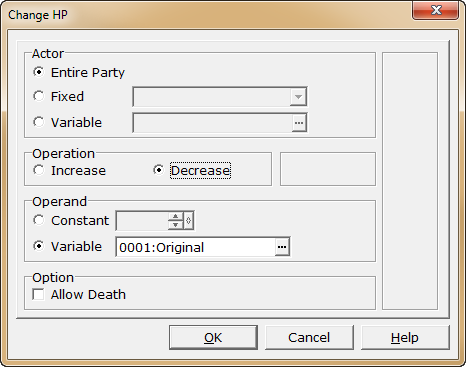 Change HP
Actor
Entire Party
Fixed
Variable ...
Operation
Increase Decrease
Operand
Constant
Variable 0001:Original ...
Option
Allow Death
OK Cancel Help